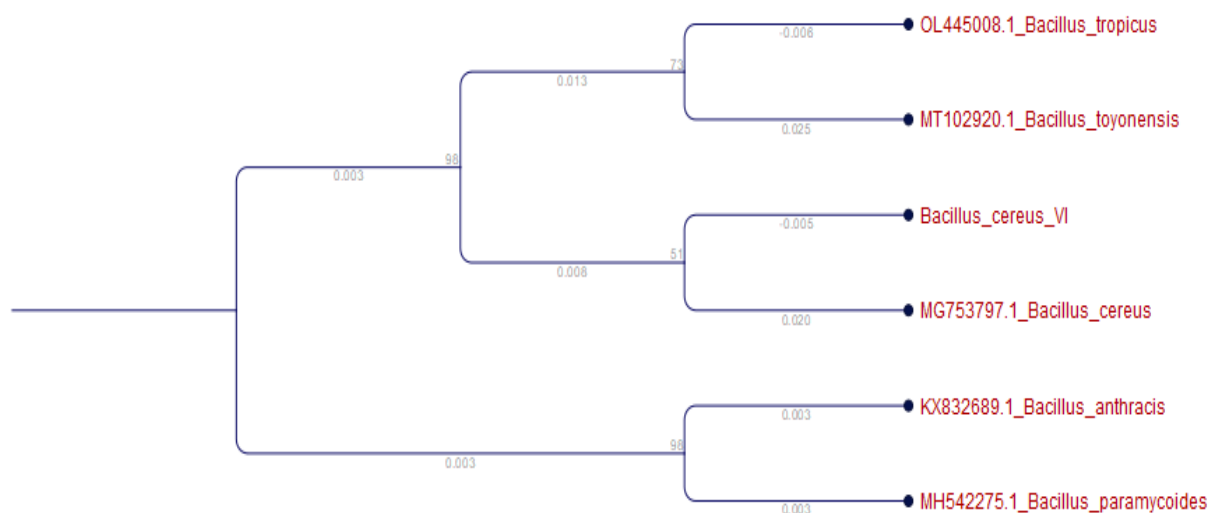 OL445008.1_Bacillus_tropicus
-0.006
73
0.013
MT102920.1_Bacillus_toyonensis
0.025
98
0.003
Bacillus_cereus_VI
-0.005
51
0.008
MG753797.1_Bacillus_cereus
0.020
KX832689.1_Bacillus_anthracis
0.003
98
0.003
MH542275.1_Bacillus_paramycoides
0.003